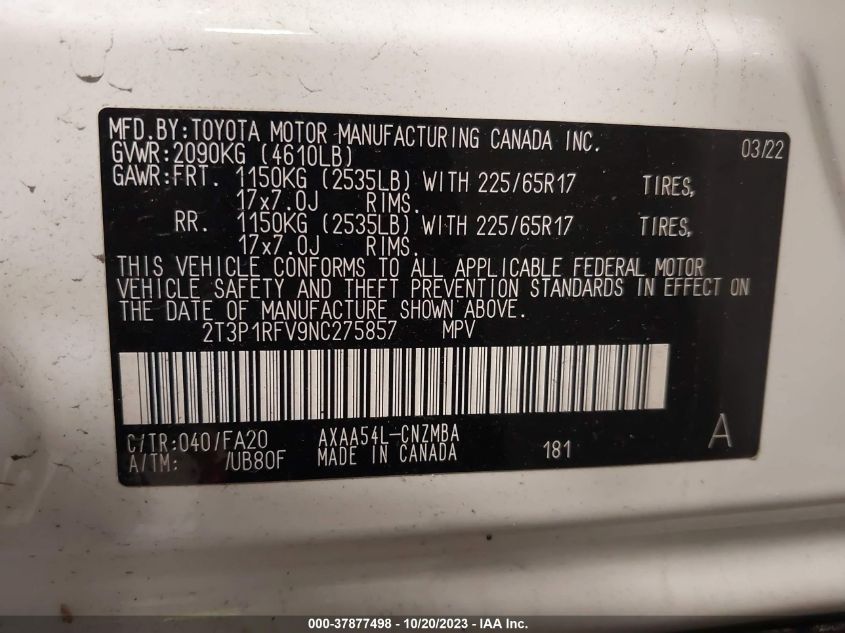 MFD.BY:TOYOTA MOTOR MANUFACTURING CANADA INC. 03/22
GVWR:2090KG (4610LB)
GAWR:FRT. 1150KG (2535LB) WITH 225/65R17 TIRES,
17x7.0J RIMS.
RR. 1150KG (2535LB) WITH 225/65R17 TIRES,
17x7.0J RIMS.
THIS VEHICLE CONFORMS TO ALL APPLICABLE FEDERAL MOTOR
VEHICLE SAFETY AND THEFT PREVENTION STANDARDS IN EFFECT ON
THE DATE OF MANUFACTURE SHOWN ABOVE.
2T3P1RFV9NC275857 MPV
C/TR:040/FA20 AXAA54L-CNZMBA 181 A
A/TM: /UB80F MADE IN CANADA
000-37877498 - 10/20/2023 - IAA Inc.